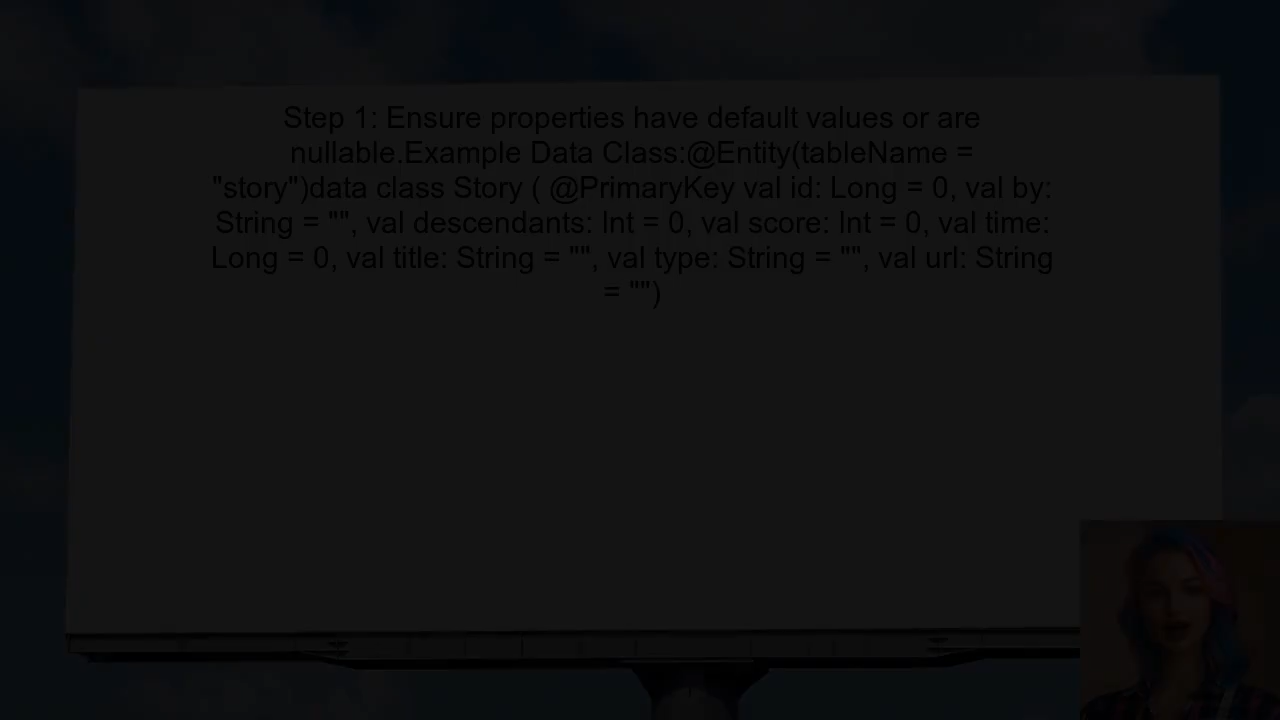 Step 1: Ensure properties have default values or are
nullable.Example Data Class:@Entity(tableName =
"story")data class Story ( @PrimaryKey val id: Long = 0, val by:
String = "", val descendants: Int = 0, val score: Int = 0, val time:
Long = 0, val title: String = "", val type: String = "", val url: String
= "")